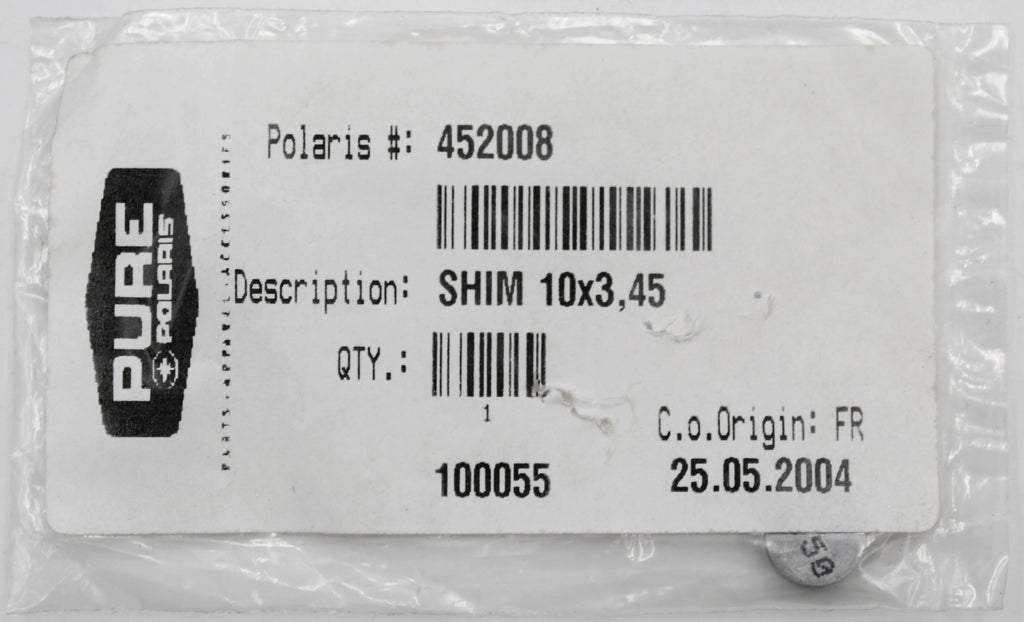 PURE
POLARIS
PARTS.APPAREL.ACCESSORIES
Polaris #: 452008
Description: SHIM 10x3,45
QTY.:
1
100055
C.o.Origin: FR
25.05.2004
50